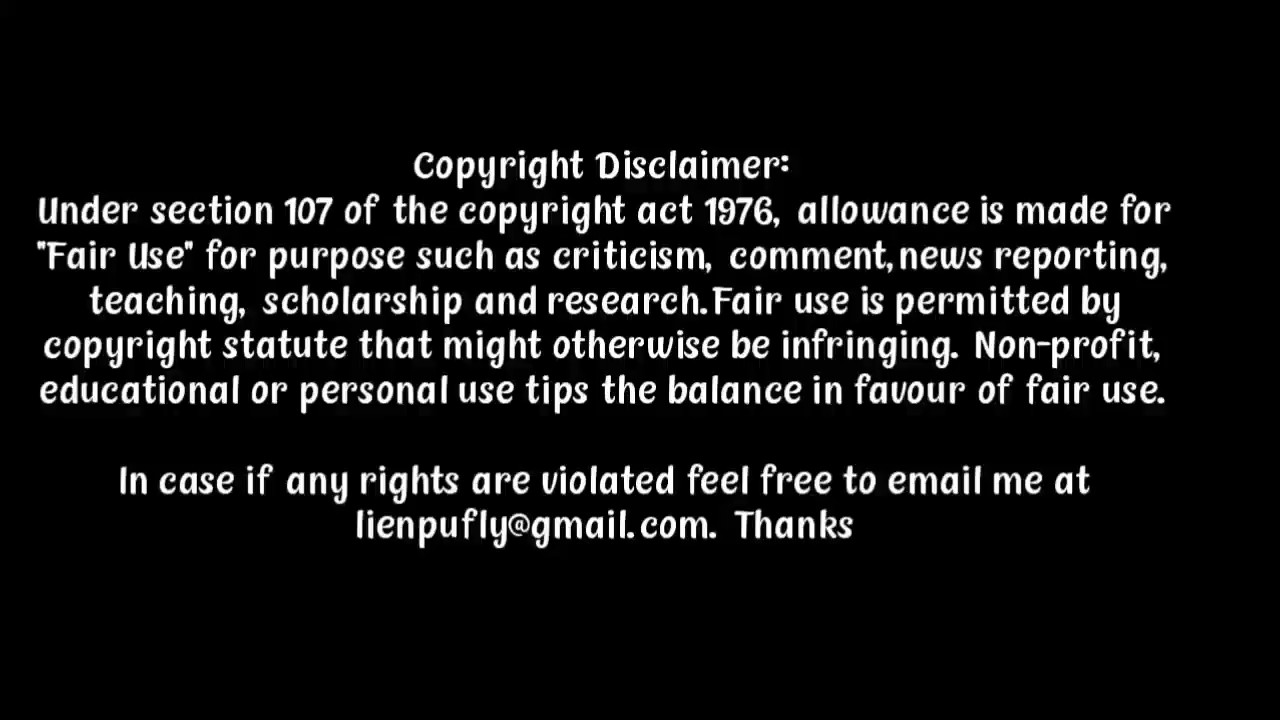 Copyright Disclaimer:
Under section 107 of the copyright act 1976, allowance is made for
"Fair Use" for purpose such as criticism, comment,news reporting,
teaching, scholarship and research.Fair use is permitted by
copyright statute that might otherwise be infringing. Non-profit,
educational or personal use tips the balance in favour of fair use.
In case if any rights are violated feel free to email me at
lienpufly@gmail.com. Thanks